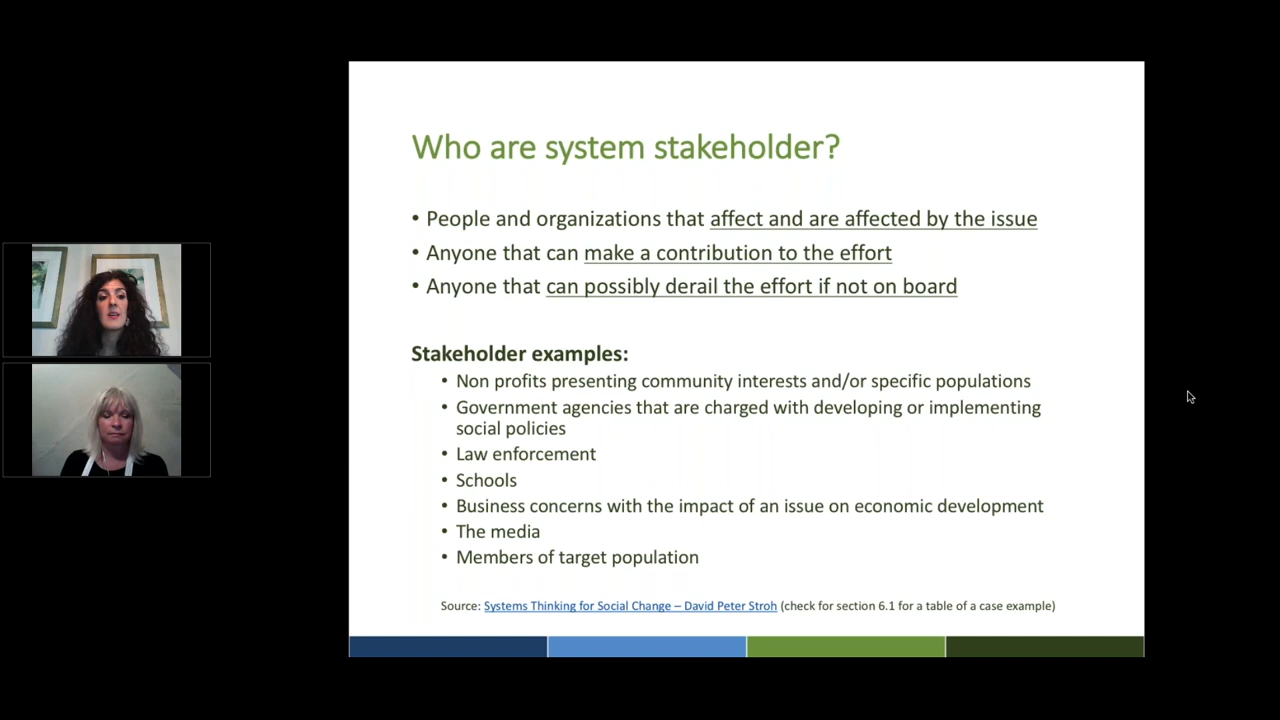 Who are system stakeholder?
• People and organizations that affect and are affected by the issue
• Anyone that can make a contribution to the effort
• Anyone that can possibly derail the effort if not on board
Stakeholder examples:
• Non profits presenting community interests and/or specific populations
• Government agencies that are charged with developing or implementing
social policies
• Law enforcement
• Schools
• Business concerns with the impact of an issue on economic development
• The media
• Members of target population
Source: Systems Thinking for Social Change – David Peter Stroh (check for section 6.1 for a table of a case example)